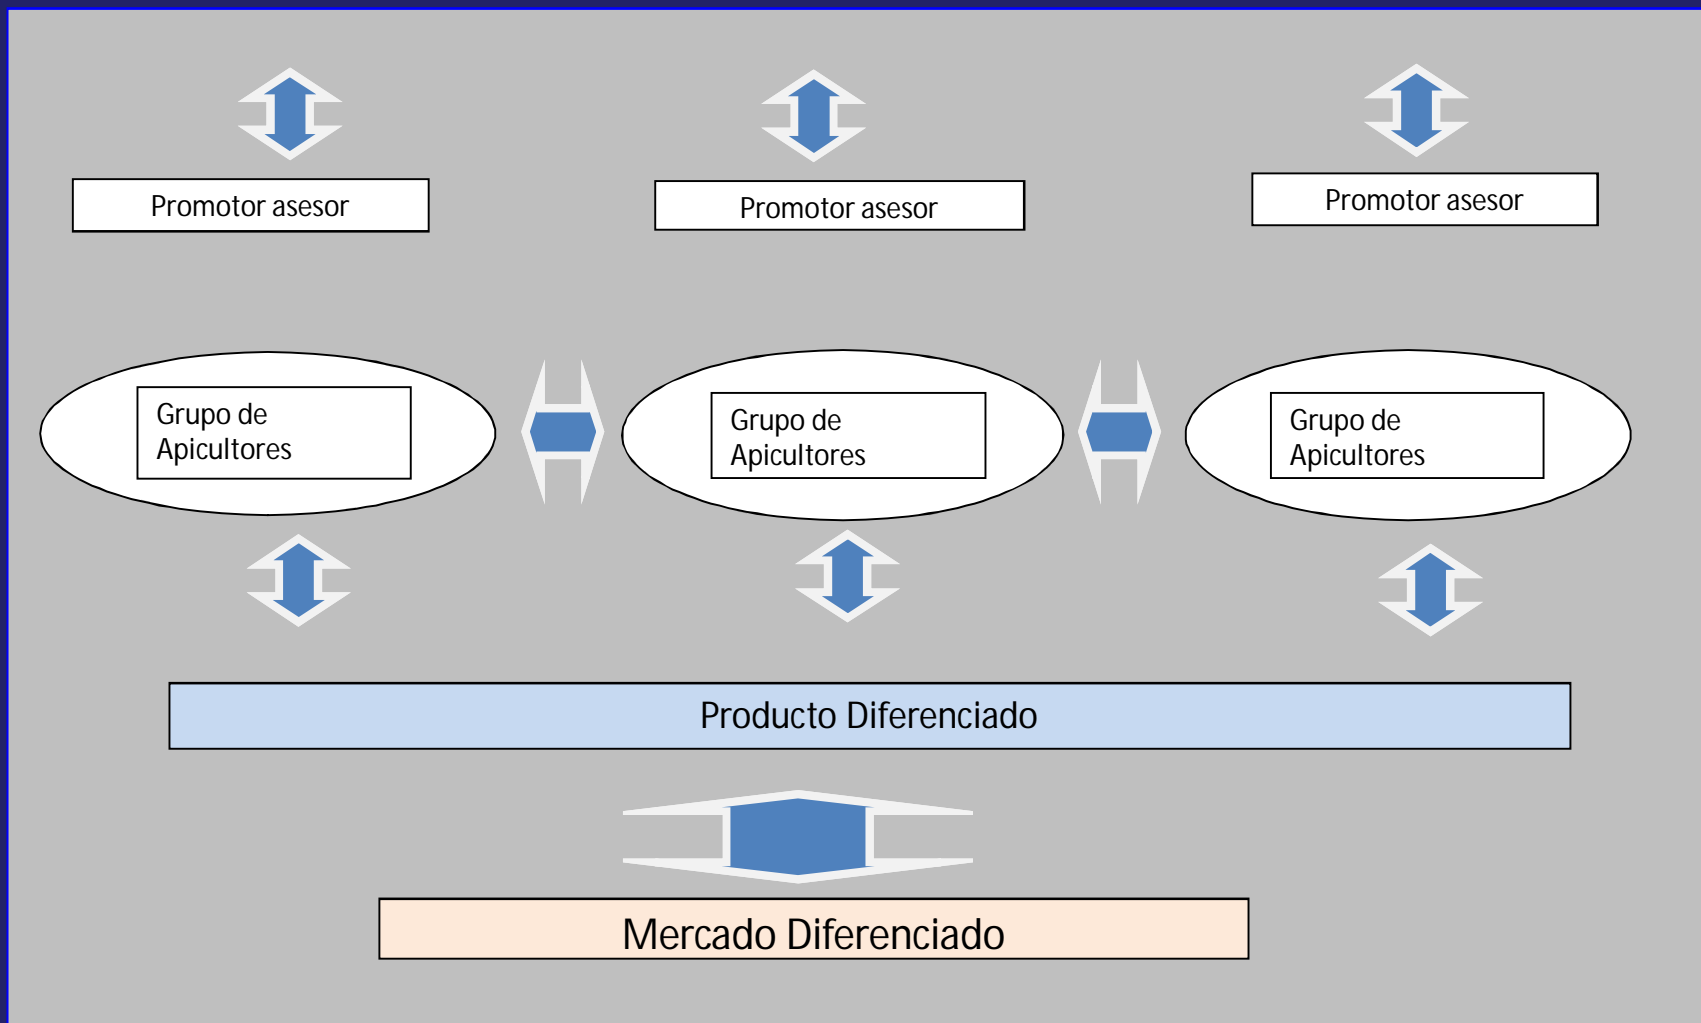 Promotor asesor
Promotor asesor
Promotor asesor
Grupo de
Apicultores
Grupo de
Apicultores
Grupo de
Apicultores
Producto Diferenciado
Mercado Diferenciado